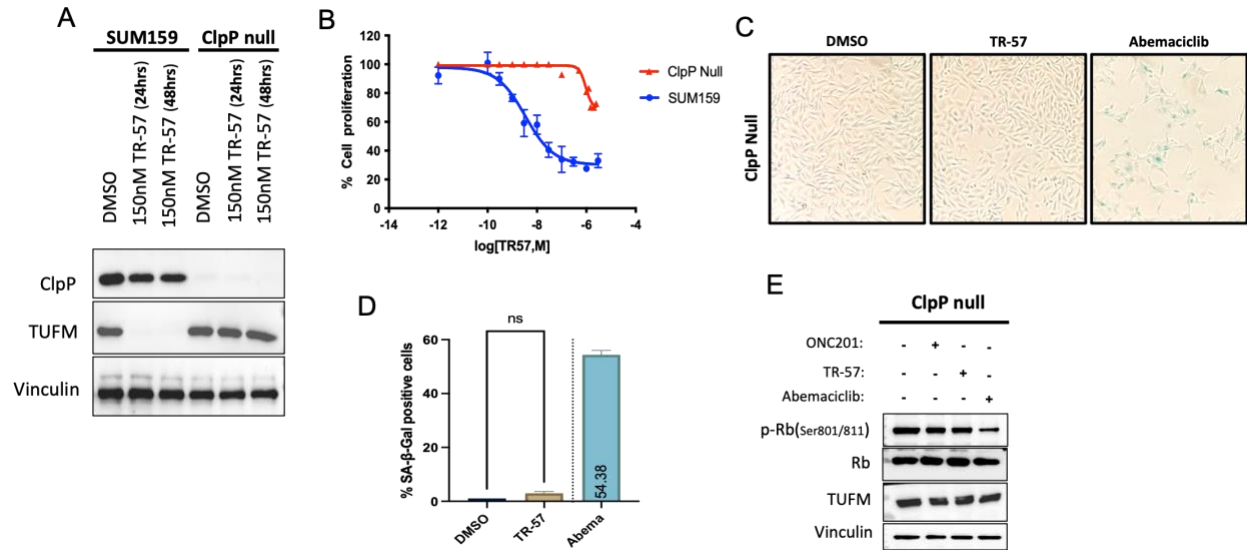 A
SUM159 ClpP null
DMSO
150nM TR-57 (24hrs)
150nM TR-57 (48hrs)
DMSO
150nM TR-57 (24hrs)
150nM TR-57 (48hrs)
ClpP
TUFM
Vinculin
B
% Cell proliferation
120
100
80
60
40
20
0
-14 -12 -10 -8 -6 -4
log[TR57,M]
ClpP Null
SUM159
C
DMSO TR-57 Abemaciclib
ClpP Null
D
% SA-β-Gal positive cells
60
40
20
0
ns
54.38
DMSO TR-57 Abema
E
ClpP null
ONC201: - + - -
TR-57: - - + -
Abemaciclib: - - - +
p-Rb(Ser801/811)
Rb
TUFM
Vinculin